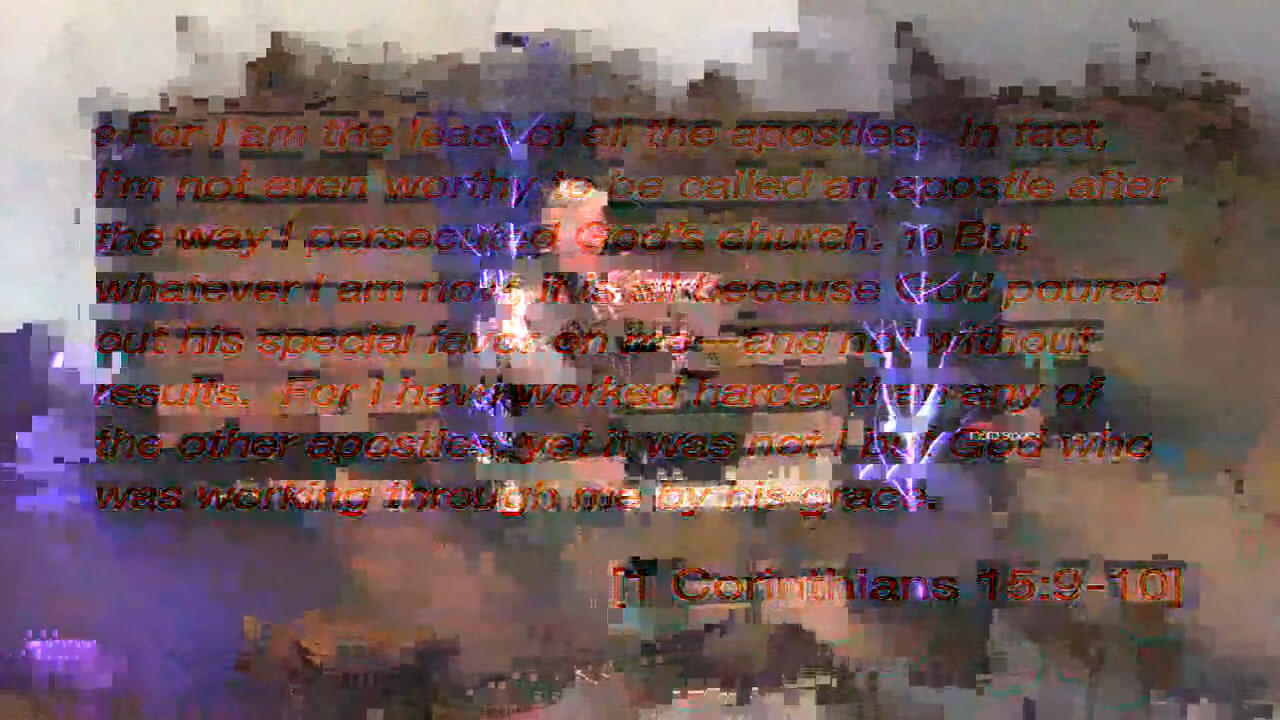 9 For I am the least of all the apostles. In fact,
I'm not even worthy to be called an apostle after
the way I persecuted God's church. 10 But
whatever I am now, it is all because God poured
out his special favor on me—and not without
results. For I have worked harder than any of
the other apostles; yet it was not I but God who
was working through me by his grace.
[1 Corinthians 15:9-10]